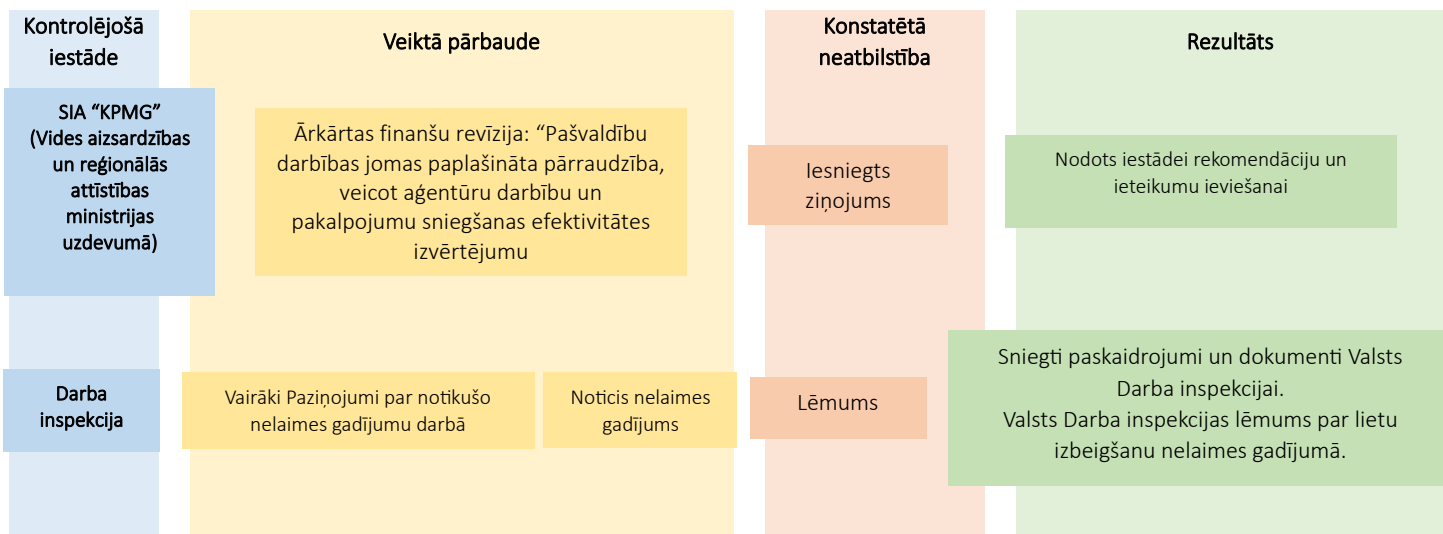 Kontrolējošā
iestāde
Veiktā pārbaude
Konstatētā
neatbilstība
Rezultāts
SIA “KPMG”
(Vides aizsardzības
un reģionālās
attīstības
ministrijas
uzdevumā)
Ārkārtas finanšu revīzija: “Pašvaldību
darbības jomas paplašināta pārraudzība,
veicot aģentūru darbību un
pakalpojumu sniegšanas efektivitātes
izvērtējumu
Iesniegts
ziņojums
Nodots iestādei rekomendāciju un
ieteikumu ieviešanai
Darba
inspekcija
Vairāki Paziņojumi par notikušo
nelaimes gadījumu darbā
Noticis nelaimes
gadījums
Lēmums
Sniegti paskaidrojumi un dokumenti Valsts
Darba inspekcijai.
Valsts Darba inspekcijas lēmums par lietu
izbeigšanu nelaimes gadījumā.